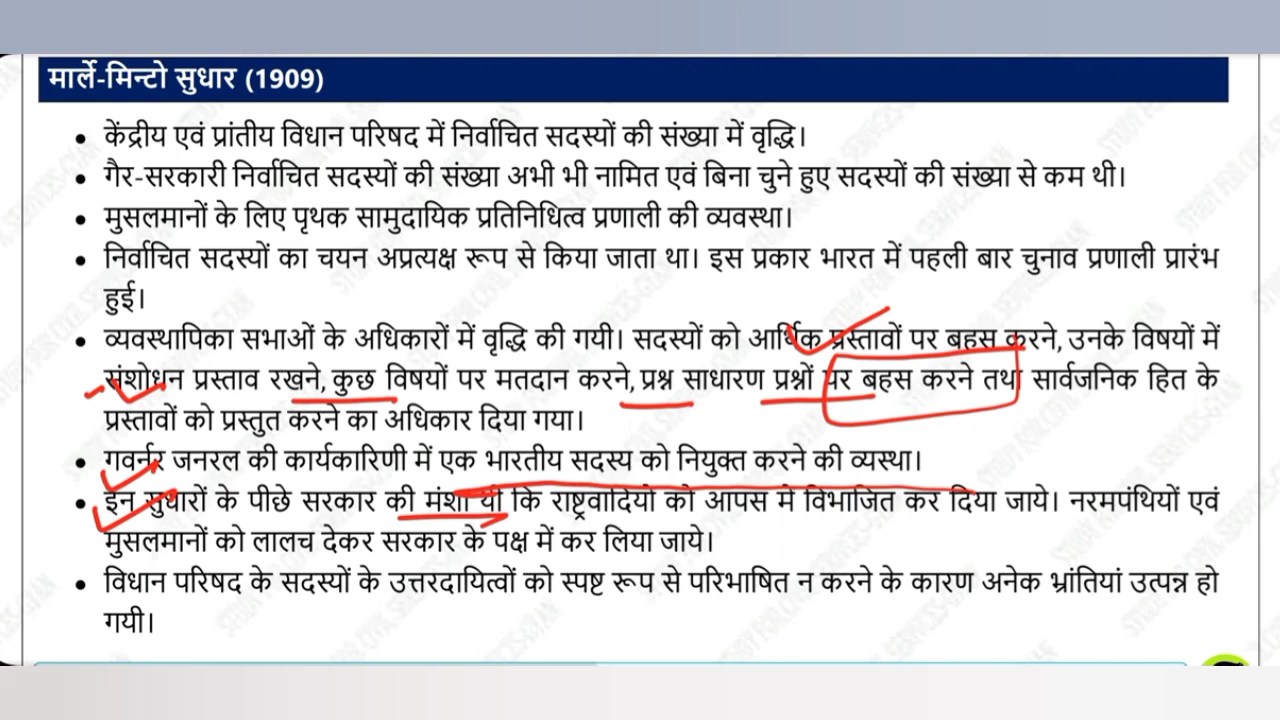 मार्ले-मिन्टो सुधार (1909)
• केंद्रीय एवं प्रांतीय विधान परिषद में निर्वाचित सदस्यों की संख्या में वृद्धि।
• गैर-सरकारी निर्वाचित सदस्यों की संख्या अभी भी नामित एवं बिना चुने हुए सदस्यों की संख्या से कम थी।
• मुसलमानों के लिए पृथक सामुदायिक प्रतिनिधित्व प्रणाली की व्यवस्था।
• निर्वाचित सदस्यों का चयन अप्रत्यक्ष रूप से किया जाता था। इस प्रकार भारत में पहली बार चुनाव प्रणाली प्रारंभ
हुई।
• व्यवस्थापिका सभाओं के अधिकारों में वृद्धि की गयी। सदस्यों को आर्थिक प्रस्तावों पर बहस करने, उनके विषयों में
संशोधन प्रस्ताव रखने, कुछ विषयों पर मतदान करने, प्रश्न साधारण प्रश्नों पर बहस करने तथा सार्वजनिक हित के
प्रस्तावों को प्रस्तुत करने का अधिकार दिया गया।
• गवर्नर जनरल की कार्यकारिणी में एक भारतीय सदस्य को नियुक्त करने की व्यस्था।
• इन सुधारों के पीछे सरकार की मंशा थी कि राष्ट्रवादियों को आपस में विभाजित कर दिया जाये। नरमपंथियों एवं
मुसलमानों को लालच देकर सरकार के पक्ष में कर लिया जाये।
• विधान परिषद के सदस्यों के उत्तरदायित्वों को स्पष्ट रूप से परिभाषित न करने के कारण अनेक भ्रांतियां उत्पन्न हो
गयी।